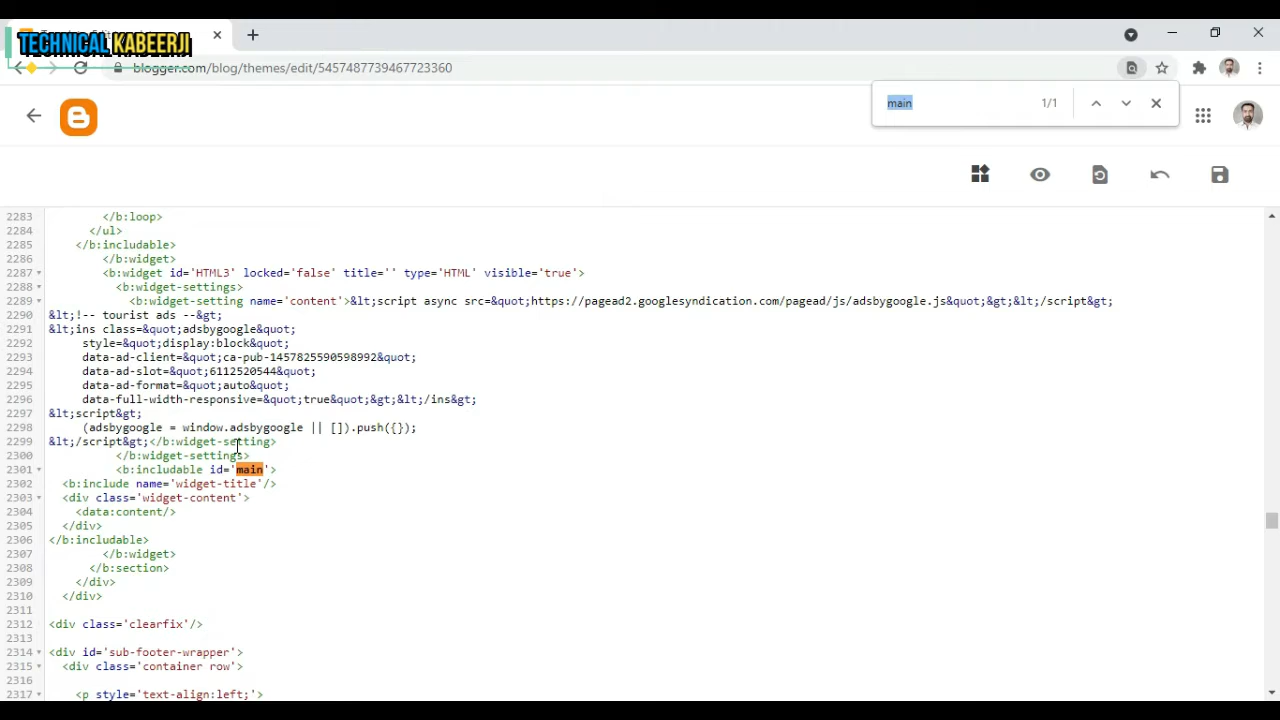 TECHNICAL KABEERJI
blogger.com/blog/themes/edit/5457487739467723360
main 1/1
2283 </b:loop>
2284 </ul>
2285 </b:includable>
2286 </b:widget>
2287 <b:widget id='HTML3' locked='false' title='' type='HTML' visible='true'>
2288 <b:widget-settings>
2289 <b:widget-setting name='content'>&lt;script async src=&quot;https://pagead2.googlesyndication.com/pagead/js/adsbygoogle.js&quot;&gt;&lt;/script&gt;
2290 &lt;!-- tourist ads --&gt;
2291 &lt;ins class=&quot;adsbygoogle&quot;
2292 style=&quot;display:block&quot;
2293 data-ad-client=&quot;ca-pub-1457825590598992&quot;
2294 data-ad-slot=&quot;6112520544&quot;
2295 data-ad-format=&quot;auto&quot;
2296 data-full-width-responsive=&quot;true&quot;&gt;&lt;/ins&gt;
2297 &lt;script&gt;
2298 (adsbygoogle = window.adsbygoogle || []).push({});
2299 &lt;/script&gt;</b:widget-setting>
2300 </b:widget-settings>
2301 <b:includable id='main'>
2302 <b:include name='widget-title'/>
2303 <div class='widget-content'>
2304 <data:content/>
2305 </div>
2306 </b:includable>
2307 </b:widget>
2308 </b:section>
2309 </div>
2310 </div>
2311
2312 <div class='clearfix'/>
2313
2314 <div id='sub-footer-wrapper'>
2315 <div class='container row'>
2316
2317 <p style='text-align:left;'>